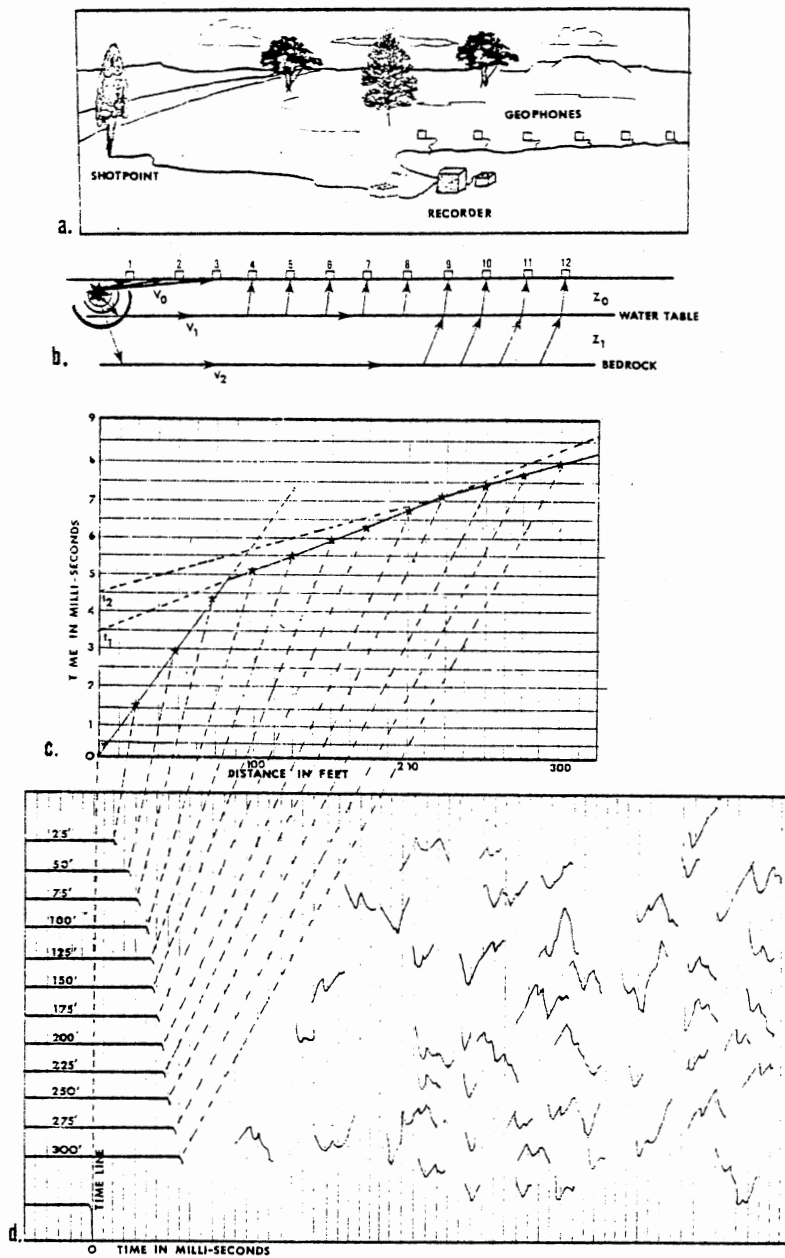 GEOPHONES
SHOTPOINT
RECORDER
a.
1 2 3 4 5 6 7 8 9 10 11 12
V0
Z0
WATER TABLE
V1
Z1
b.
V2
BEDROCK
9
7
6
5
4
3
2
1
0
TIME IN MILLI-SECONDS
t2
t1
c.
100 210 300
DISTANCE IN FEET
25'
50'
75'
100'
125'
150'
175'
200'
225'
250'
275'
300'
TIME LINE
d.
0 TIME IN MILLI-SECONDS